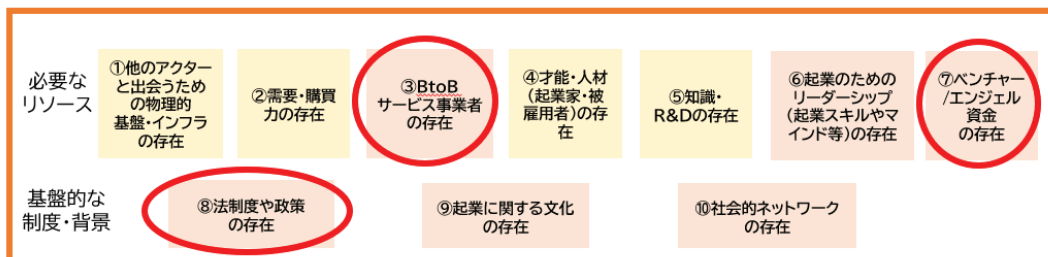 必要な
リソース
①他のアクター
と出会うため
の物理的
基盤・インフラ
の存在
②需要・購買
力の存在
③BtoB
サービス事業者
の存在
④才能・人材
（起業家・被
雇用者）の存
在
⑤知識・
R&Dの存在
⑥起業のための
リーダーシップ
（起業スキルやマ
インド等）の存在
⑦ベンチャー
/エンジェル
資金
の存在
基盤的な
制度・背景
⑧法制度や政策
の存在
⑨起業に関する文化
の存在
⑩社会的ネットワーク
の存在